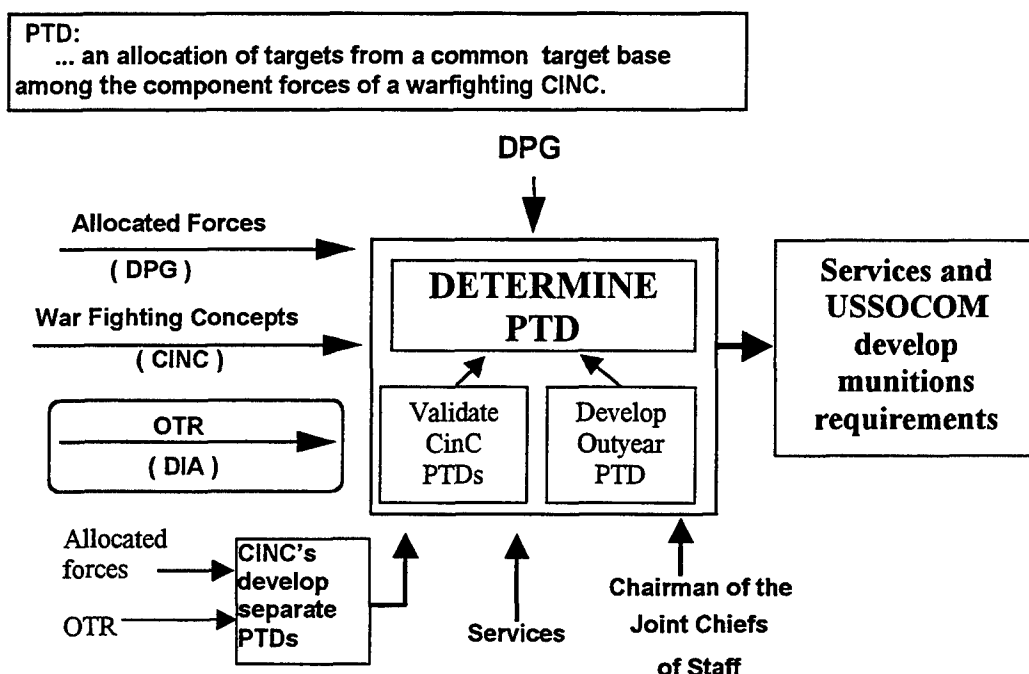 PTD:
... an allocation of targets from a common target base
among the component forces of a warfighting CINC.
DPG
Allocated Forces
( DPG )
War Fighting Concepts
( CINC )
OTR
( DIA )
DETERMINE
PTD
Validate
CinC
PTDs
Develop
Outyear
PTD
Services and
USSOCOM
develop
munitions
requirements
Allocated
forces
OTR
CINC's
develop
separate
PTDs
Services
Chairman of the
Joint Chiefs
of Staff